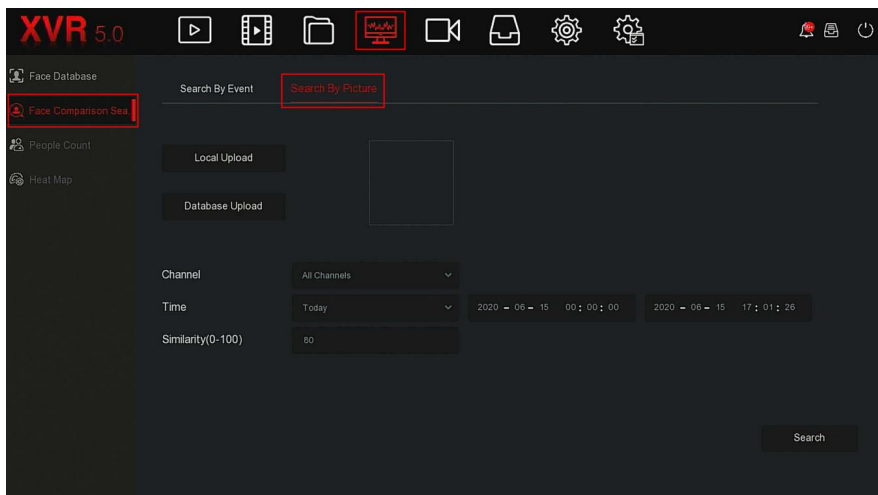 XVR 5.0
Face Database
Search By Event
Search By Picture
Face Comparison Sea
People Count
Local Upload
Heat Map
Database Upload
Channel
All Channels
Time
Today
2020 - 06 - 15 00 : 00 : 00
2020 - 06 - 15 17 : 01 : 26
Similarity(0-100)
80
Search